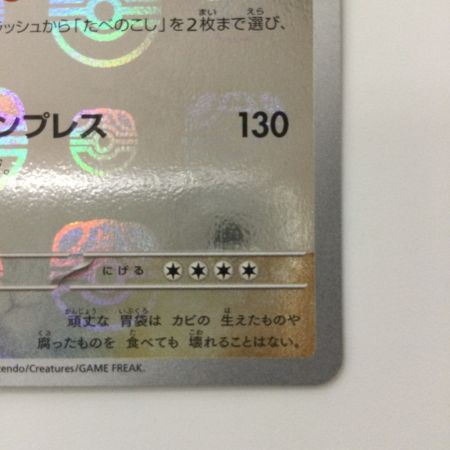 ラッシュから「たべのこし」を2枚まで選び、
ンプレス 130
。
にげる
頑丈な 胃袋は カビの 生えたものや
腐ったものを 食べても 壊れることはない。
tendo/Creatures/GAME FREAK.